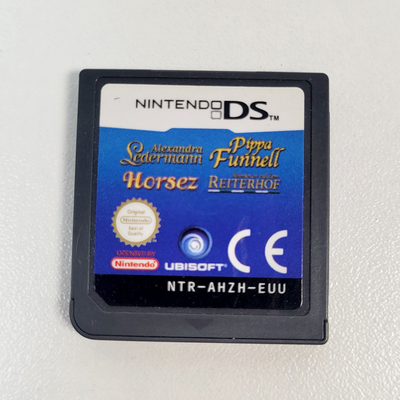 NINTENDO DS™
Alexandra Ledermann
Pippa Funnell
Horsez
REITERHOF
Original
Nintendo
Seal of
Quality
LICENSED BY
Nintendo
UBISOFT
CE
NTR-AHZH-EUU